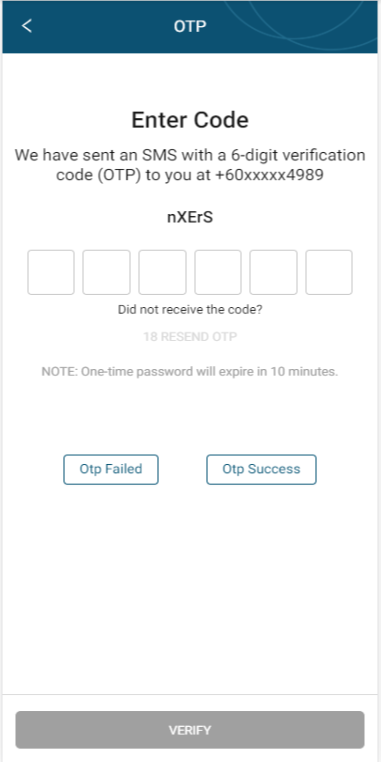 OTP
Enter Code
We have sent an SMS with a 6-digit verification
code (OTP) to you at +60xxxxx4989
nXErS
Did not receive the code?
18 RESEND OTP
NOTE: One-time password will expire in 10 minutes.
Otp Failed
Otp Success
VERIFY